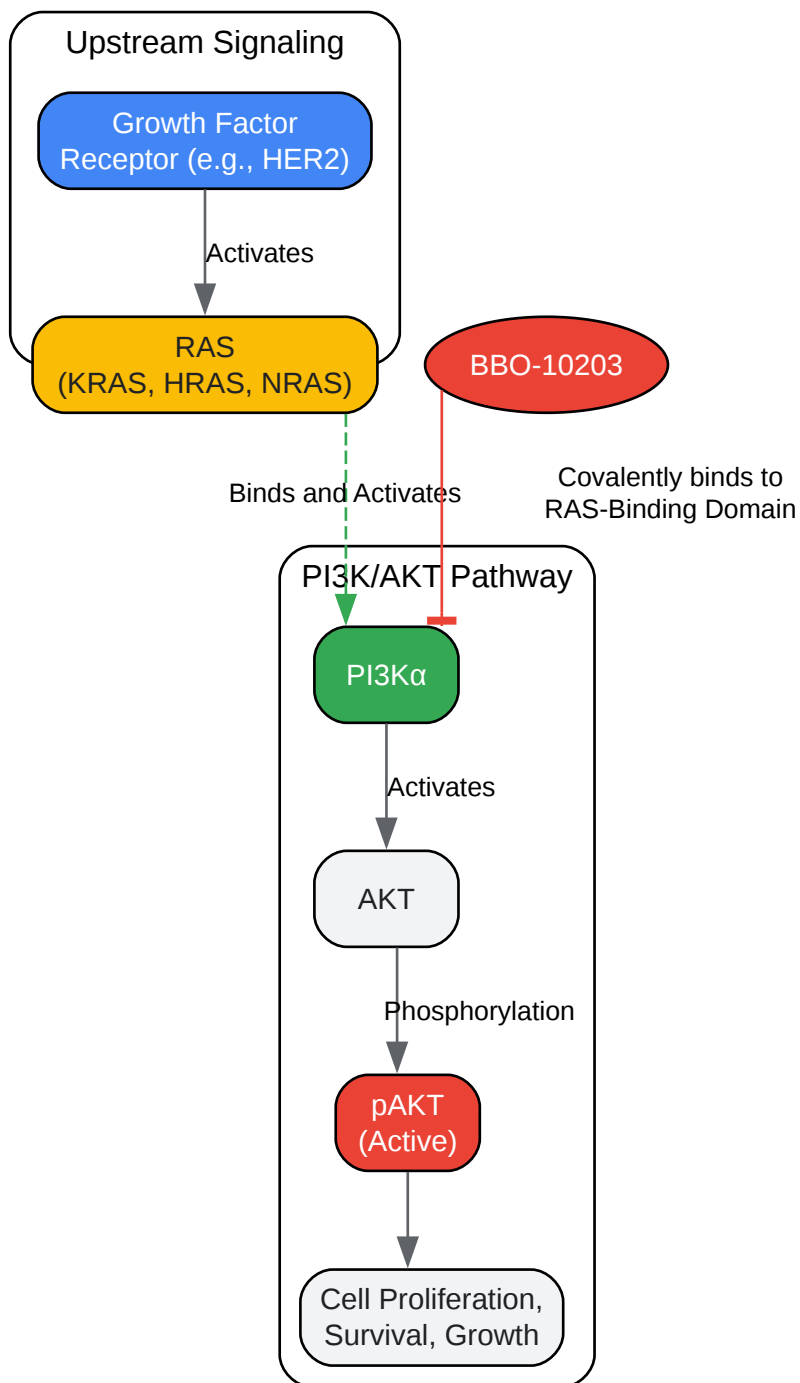 Upstream Signaling
Growth Factor
Receptor (e.g., HER2)
Activates
RAS
(KRAS, HRAS, NRAS)
BBO-10203
Binds and Activates
Covalently binds to
RAS-Binding Domain
PI3K/AKT Pathway
PI3Kα
Activates
AKT
Phosphorylation
pAKT
(Active)
Cell Proliferation,
Survival, Growth